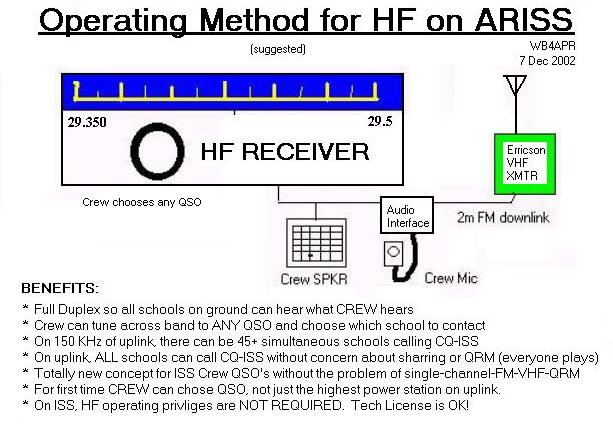 Operating Method for HF on ARISS
(suggested)
WB4APR
7 Dec 2002
29.350
29.5
HF RECEIVER
Erricson
VHF
XMTR
Crew chooses any QSO
Audio
Interface
2m FM downlink
Crew SPKR
Crew Mic
BENEFITS:
* Full Duplex so all schools on ground can hear what CREW hears
* Crew can tune across band to ANY QSO and choose which school to contact
* On 150 KHz of uplink, there can be 45+ simultaneous schools calling CQ-ISS
* On uplink, ALL schools can call CQ-ISS without concern about sharring or QRM (everyone plays)
* Totally new concept for ISS Crew QSO's without the problem of single-channel-FM-VHF-QRM
* For first time CREW can chose QSO, not just the highest power station on uplink.
* On ISS, HF operating privliges are NOT REQUIRED. Tech License is OK!